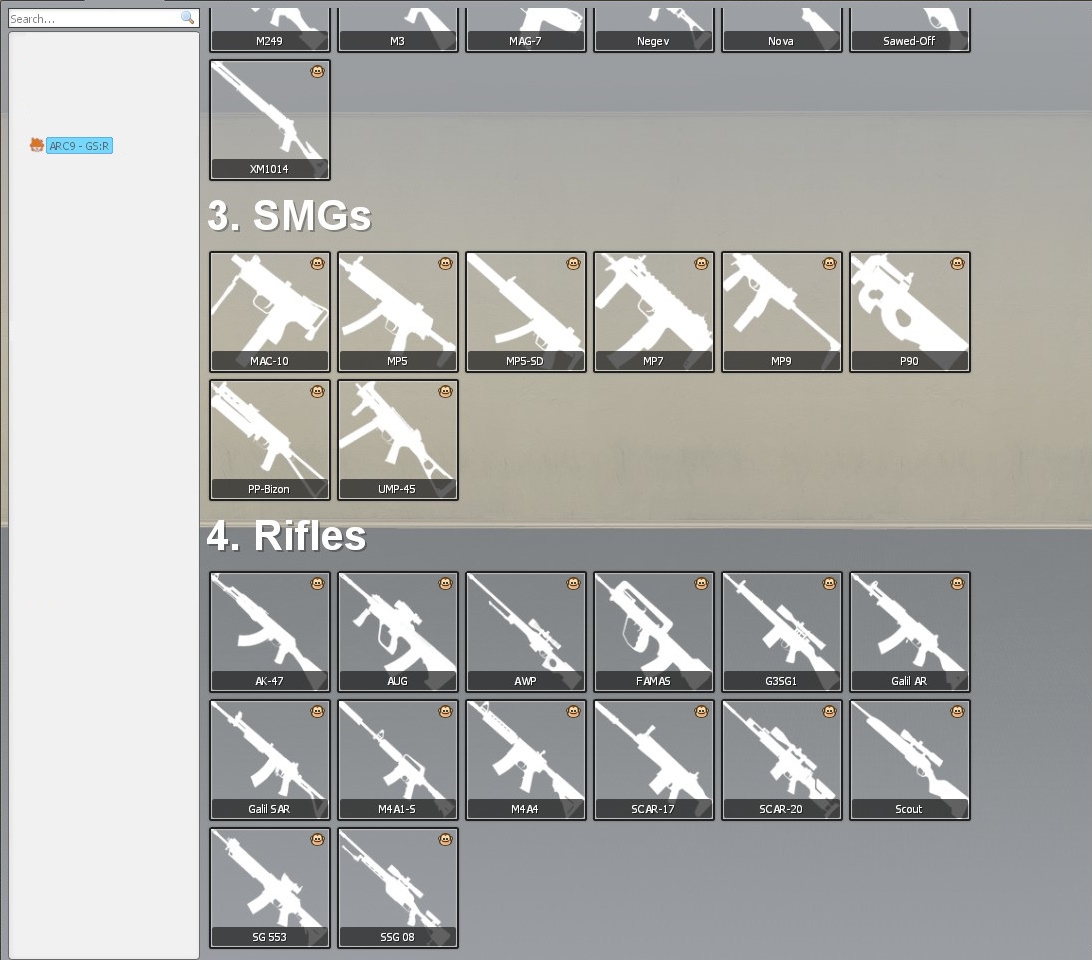 Search...
M249 M3 MAG-7 Negev Nova Sawed-Off
ARC9 - GS:R
XM1014
3. SMGs
MAC-10 MP5 MP5-SD MP7 MP9 P90
PP-Bizon UMP-45
4. Rifles
AK-47 AUG AWP FAMAS G3SG1 Galil AR
Galil SAR M4A1-S M4A4 SCAR-17 SCAR-20 Scout
SG 553 SSG 08